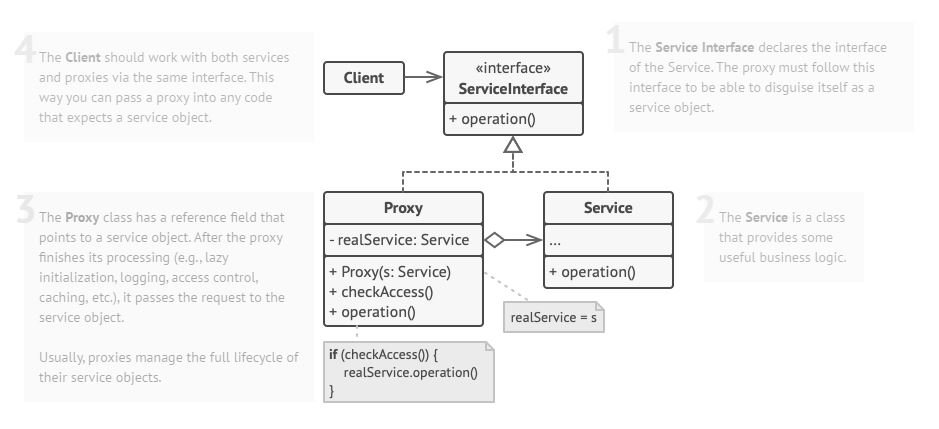 4
The Client should work with both services
and proxies via the same interface. This
way you can pass a proxy into any code
that expects a service object.
Client
«interface»
ServiceInterface
+ operation()
1
The Service Interface declares the interface
of the Service. The proxy must follow this
interface to be able to disguise itself as a
service object.
3
The Proxy class has a reference field that
points to a service object. After the proxy
finishes its processing (e.g., lazy
initialization, logging, access control,
caching, etc.), it passes the request to the
service object.
Usually, proxies manage the full lifecycle of
their service objects.
Proxy
- realService: Service
+ Proxy(s: Service)
+ checkAccess()
+ operation()
Service
...
+ operation()
2
The Service is a class
that provides some
useful business logic.
realService = s
if (checkAccess()) {
realService.operation()
}